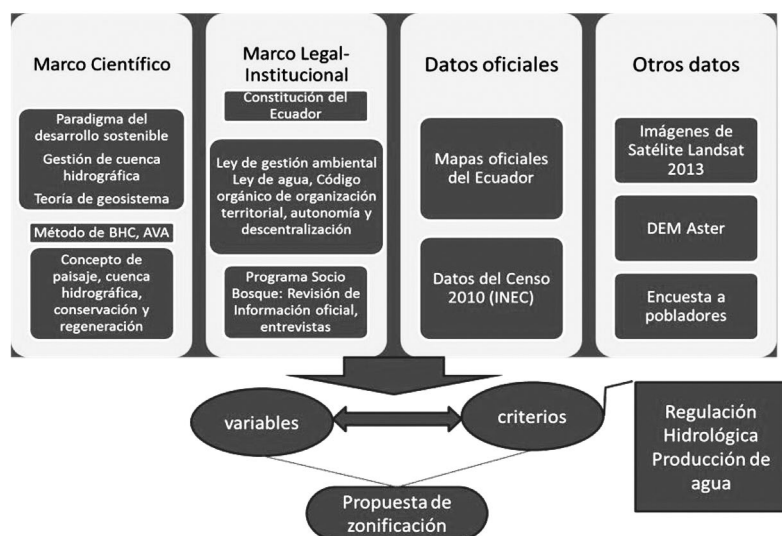 Marco Científico
Paradigma del
desarrollo sostenible
Gestión de cuenca
hidrográfica
Teoría de geosistema
Método de BHC, AVA
Concepto de
paisaje, cuenca
hidrográfica,
conservación y
regeneración
Marco Legal-
Institucional
Constitución del
Ecuador
Ley de gestión ambiental
Ley de agua, Código
orgánico de organización
territorial, autonomía y
descentralización
Programa Socio
Bosque: Revisión de
Información oficial,
entrevistas
Datos oficiales
Mapas oficiales
del Ecuador
Datos del Censo
2010 (INEC)
Otros datos
Imágenes de
Satélite Landsat
2013
DEM Aster
Encuesta a
pobladores
variables
criterios
Regulación
Hidrológica
Producción de
agua
Propuesta de
zonificación